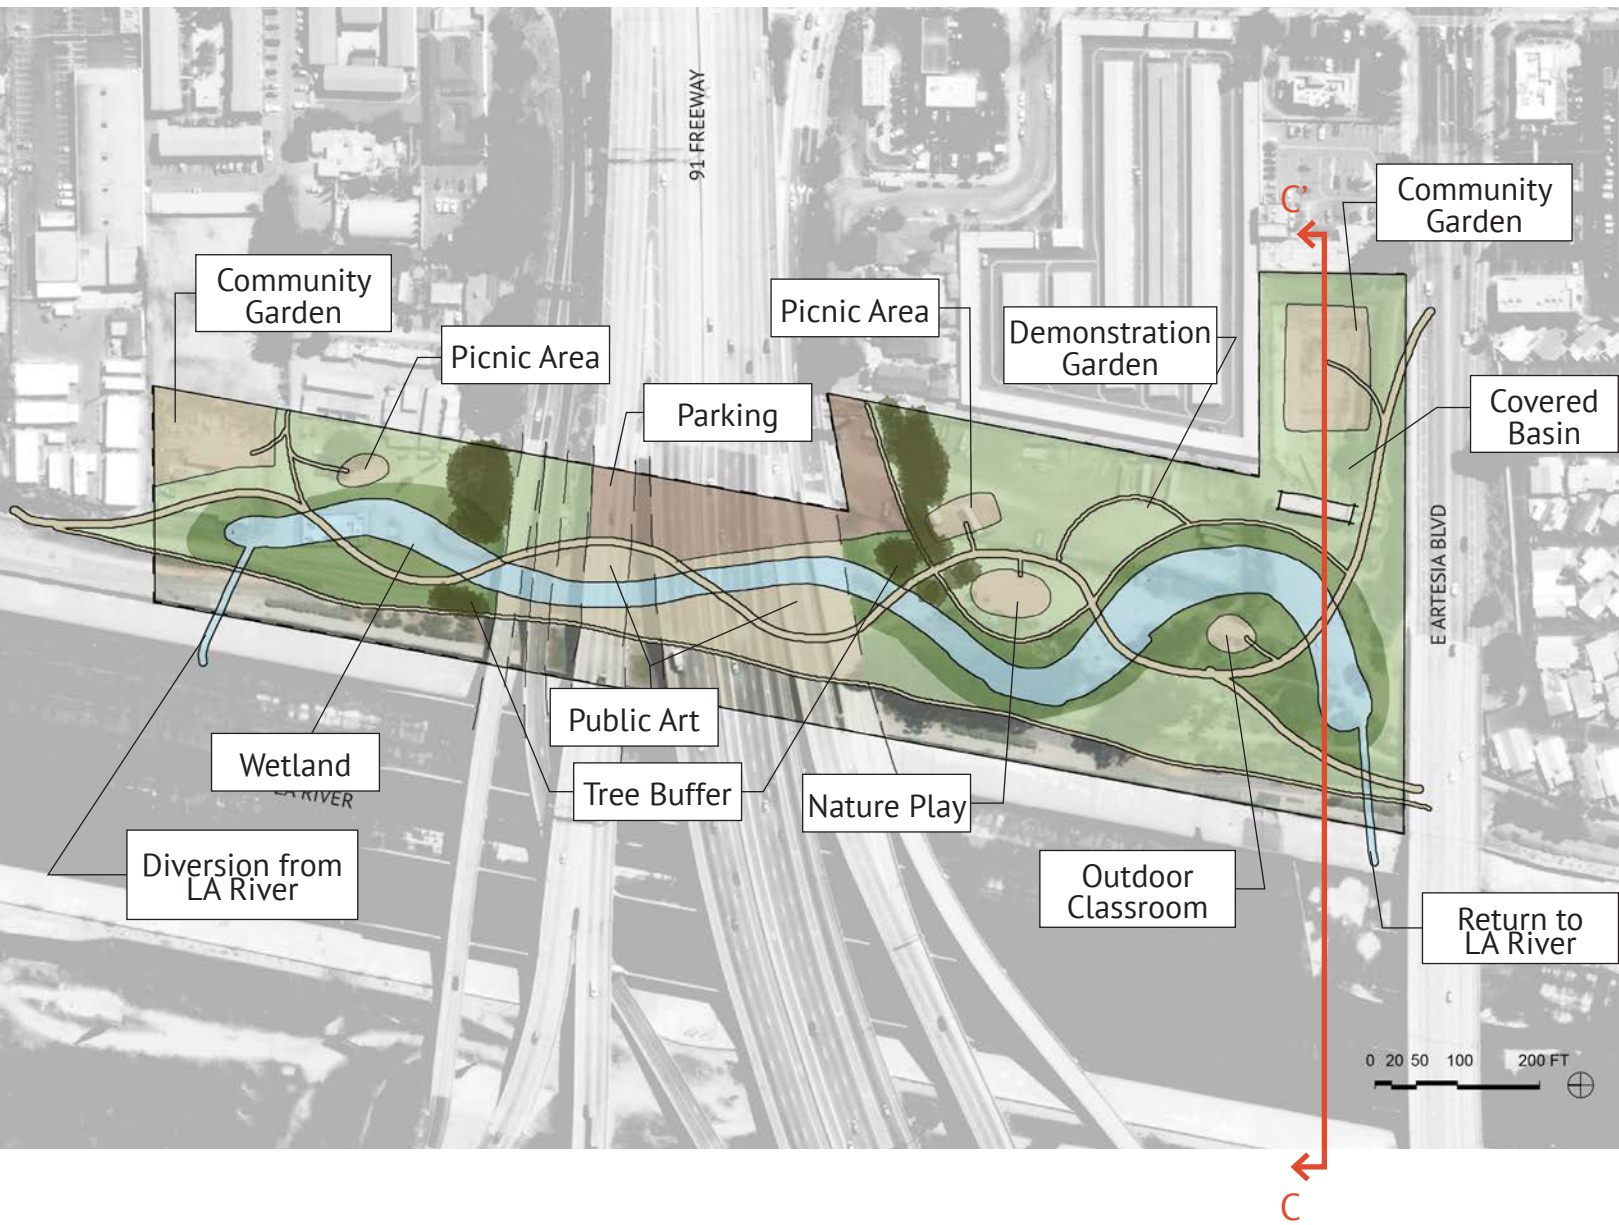 91 FREEWAY
C’
Community
Garden
Community
Garden
Picnic Area
Demonstration
Garden
Picnic Area
Parking
Covered
Basin
E ARTESIA BLVD
Public Art
Wetland
LA RIVER
Tree Buffer
Nature Play
Diversion from
LA River
Outdoor
Classroom
Return to
LA River
0 20 50 100 200 FT
C